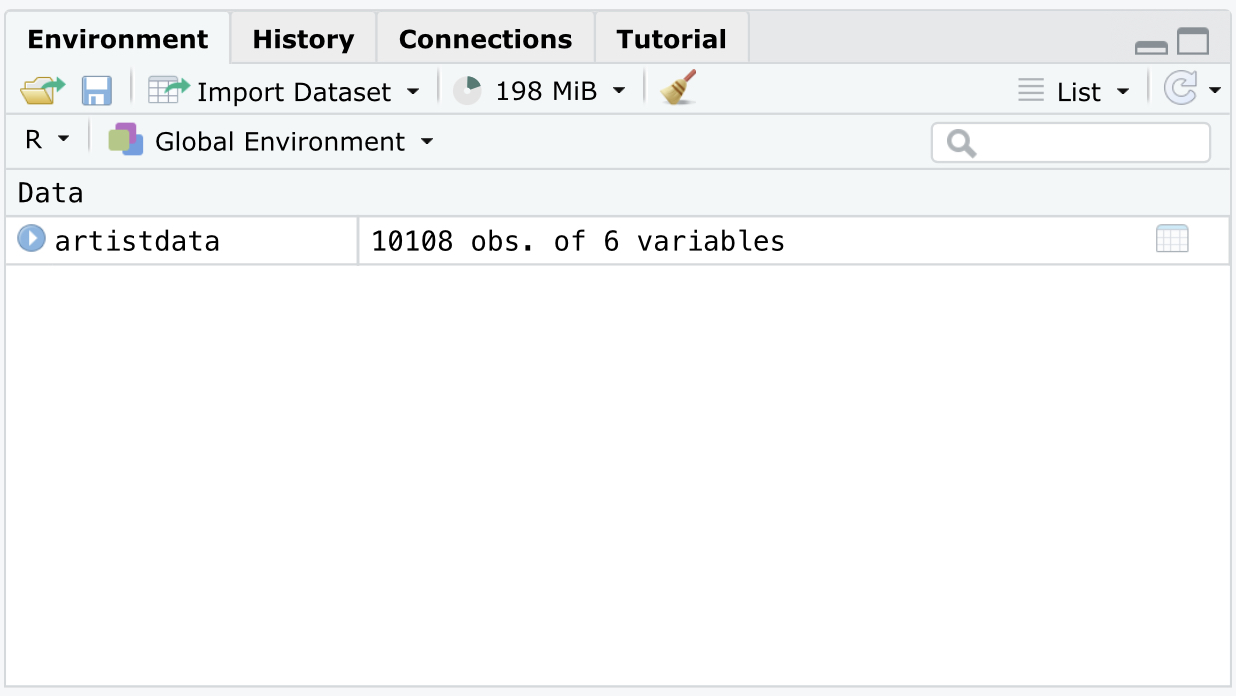 Environment History Connections Tutorial
Import Dataset 198 MiB List
R Global Environment
Data
artistdata 10108 obs. of 6 variables